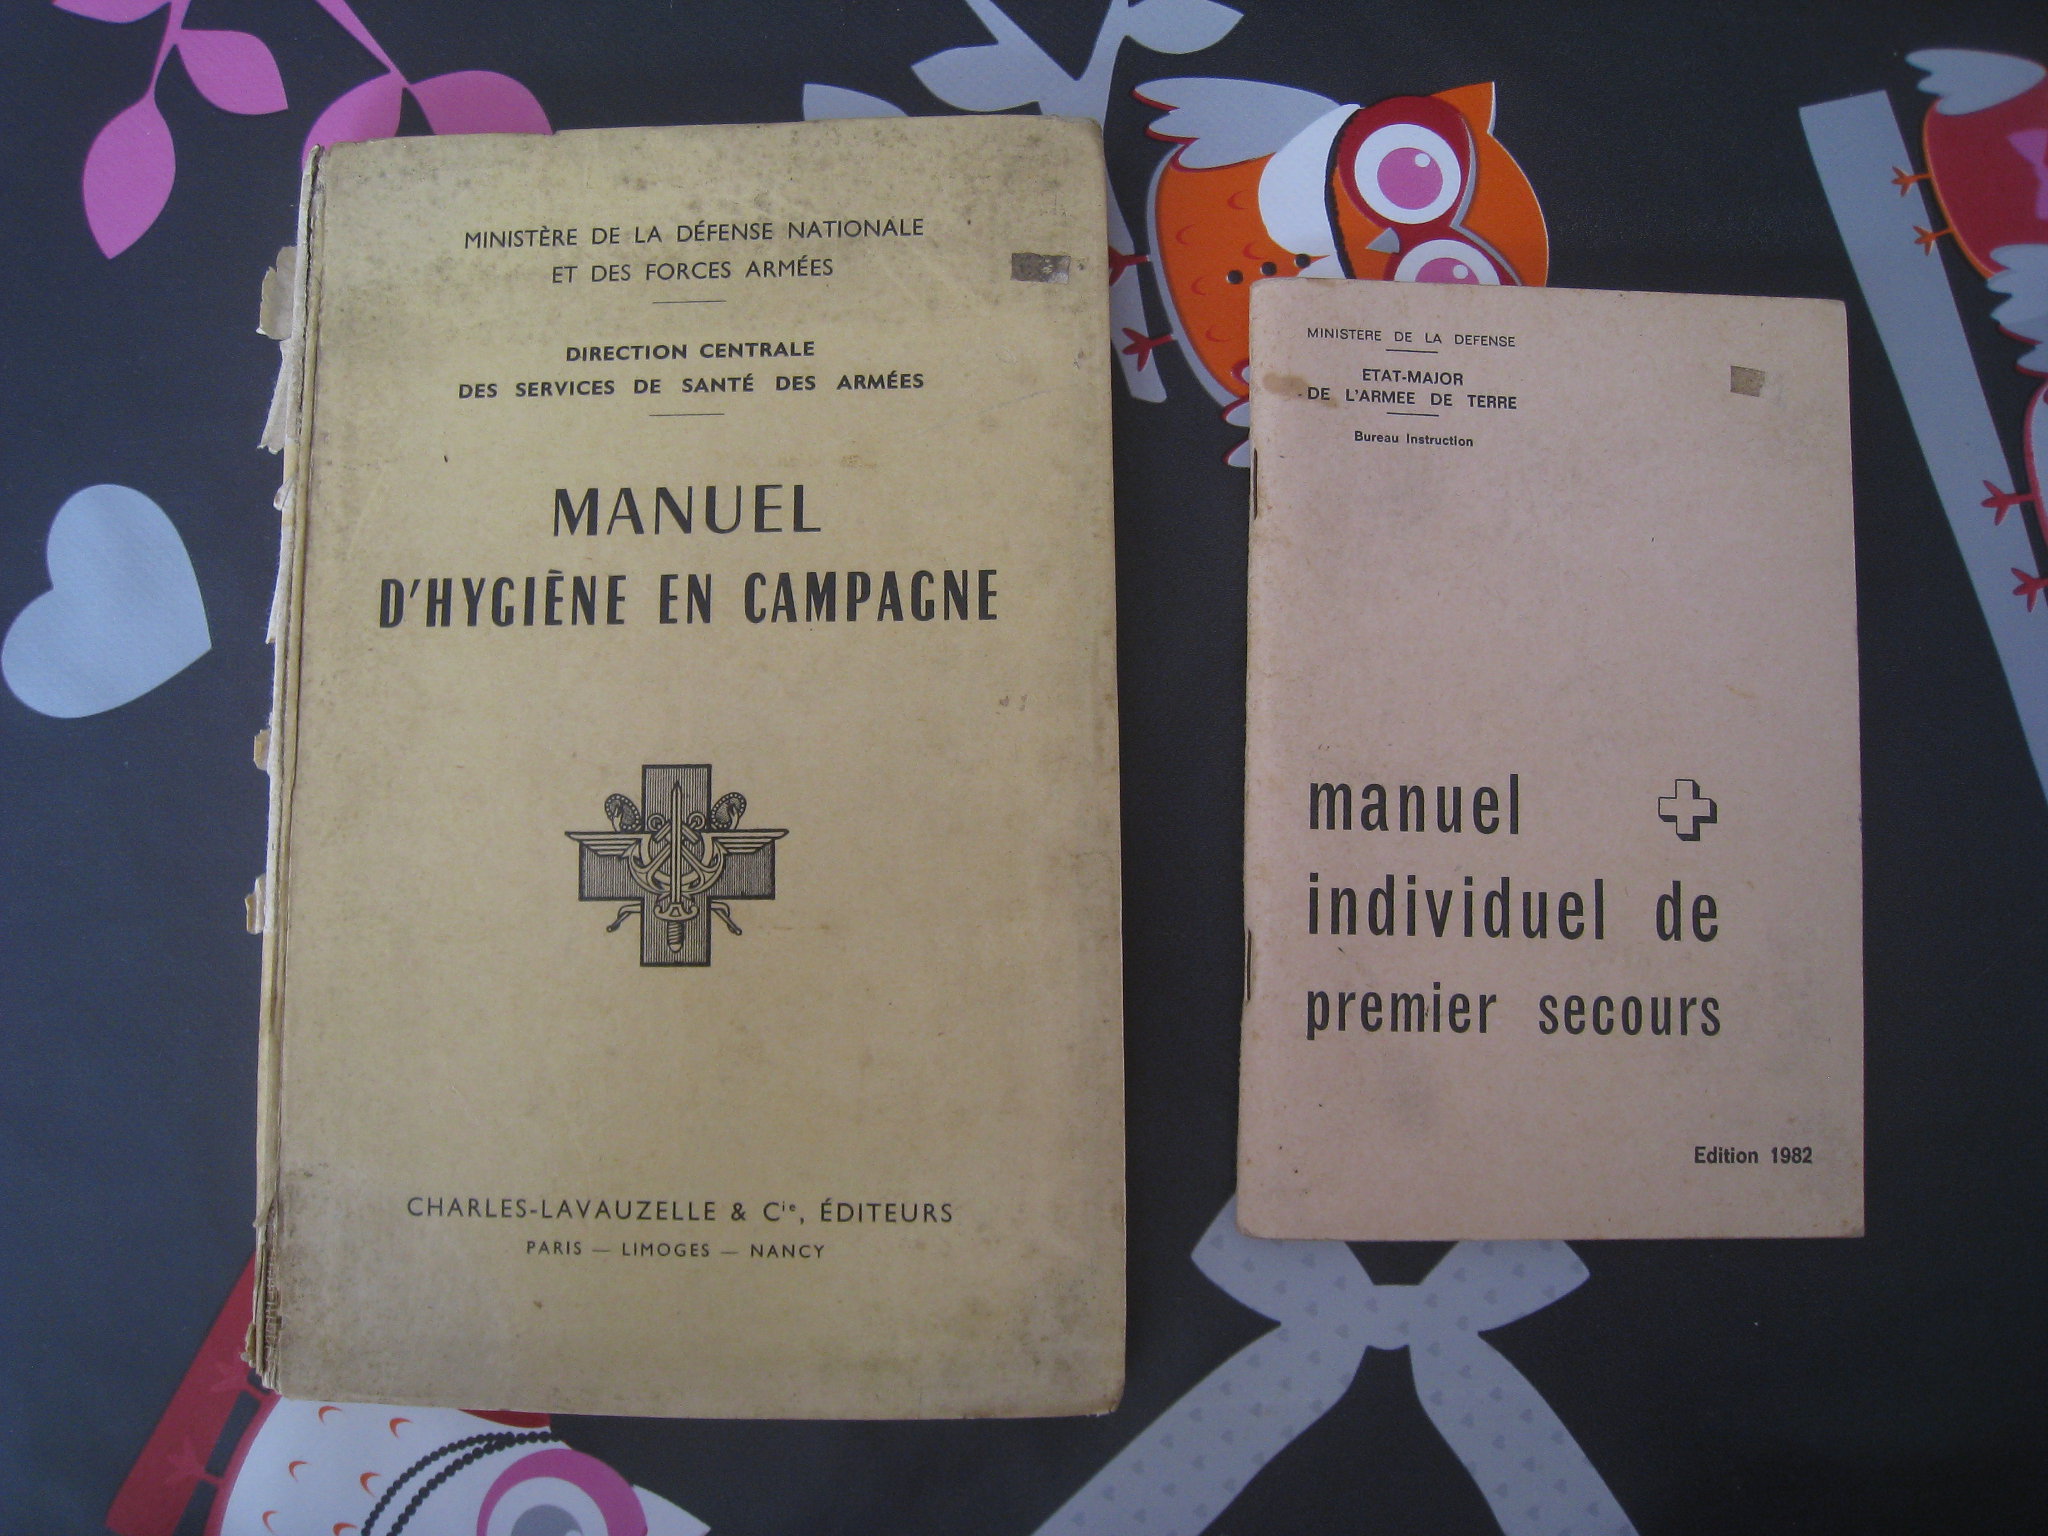 MINISTÈRE DE LA DÉFENSE NATIONALE
ET DES FORCES ARMÉES
DIRECTION CENTRALE
DES SERVICES DE SANTÉ DES ARMÉES
MANUEL
D'HYGIÈNE EN CAMPAGNE
CHARLES-LAVAUZELLE & Cie, ÉDITEURS
PARIS — LIMOGES — NANCY
MINISTERE DE LA DEFENSE
ETAT-MAJOR
DE L'ARMEE DE TERRE
Bureau Instruction
manuel
individuel de
premier secours
Edition 1982